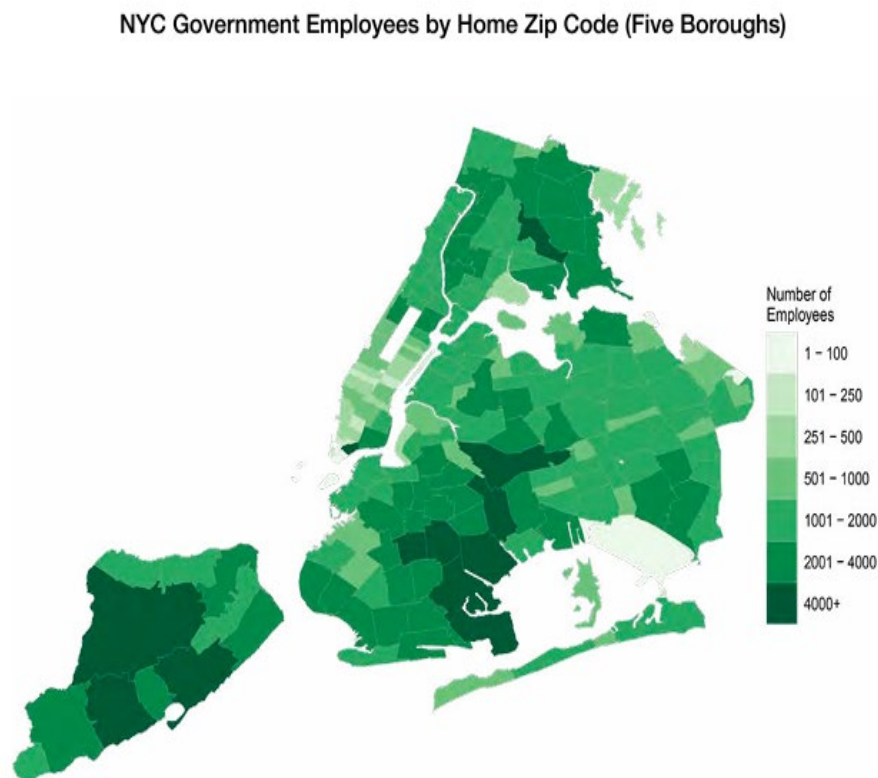 NYC Government Employees by Home Zip Code (Five Boroughs)
Number of
Employees
1 – 100
101 – 250
251 – 500
501 – 1000
1001 – 2000
2001 – 4000
4000+